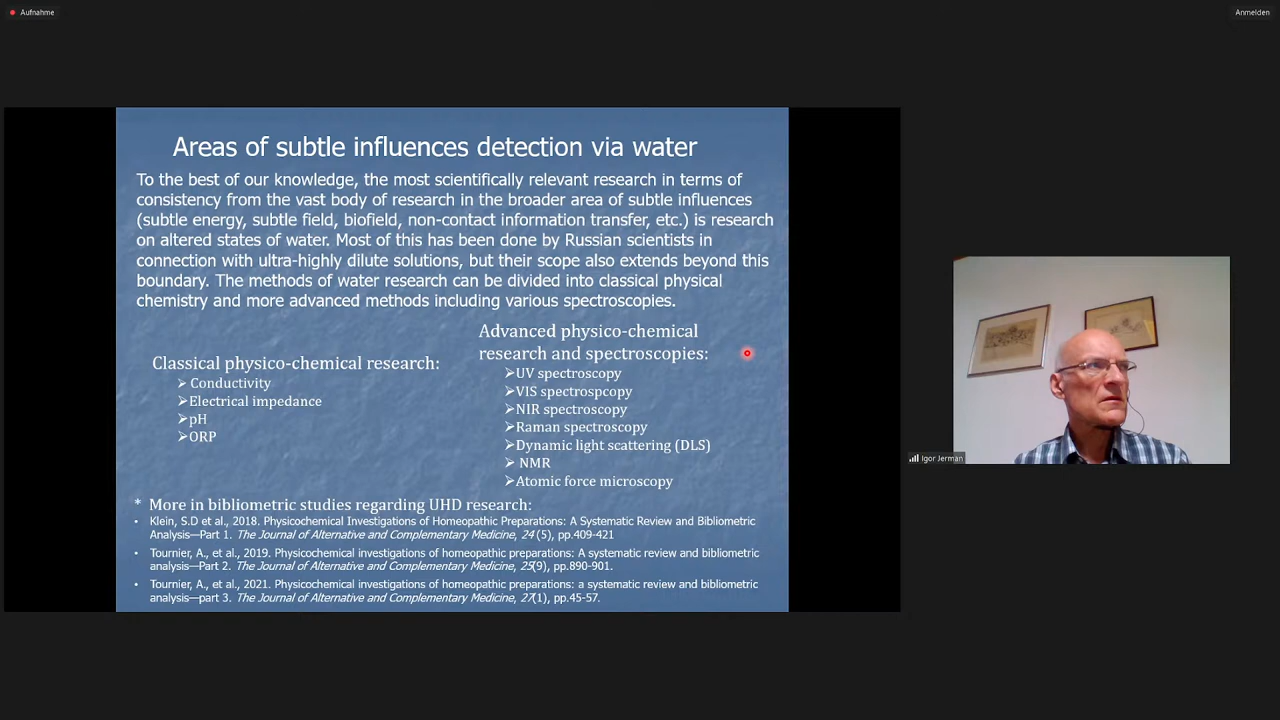 Aufnahme
Anmelden
Areas of subtle influences detection via water
To the best of our knowledge, the most scientifically relevant research in terms of
consistency from the vast body of research in the broader area of subtle influences
(subtle energy, subtle field, biofield, non-contact information transfer, etc.) is research
on altered states of water. Most of this has been done by Russian scientists in
connection with ultra-highly dilute solutions, but their scope also extends beyond this
boundary. The methods of water research can be divided into classical physical
chemistry and more advanced methods including various spectroscopies.
Classical physico-chemical research:
➢ Conductivity
➢Electrical impedance
➢pH
➢ORP
Advanced physico-chemical
research and spectroscopies:
➢UV spectroscopy
➢VIS spectrospcopy
➢NIR spectroscopy
➢Raman spectroscopy
➢Dynamic light scattering (DLS)
➢ NMR
➢Atomic force microscopy
* More in bibliometric studies regarding UHD research:
• Klein, S.D et al., 2018. Physicochemical Investigations of Homeopathic Preparations: A Systematic Review and Bibliometric
Analysis—Part 1. The Journal of Alternative and Complementary Medicine, 24 (5), pp.409-421
• Tournier, A., et al., 2019. Physicochemical investigations of homeopathic preparations: A systematic review and bibliometric
analysis—Part 2. The Journal of Alternative and Complementary Medicine, 25(9), pp.890-901.
• Tournier, A., et al., 2021. Physicochemical investigations of homeopathic preparations: a systematic review and bibliometric
analysis—part 3. The Journal of Alternative and Complementary Medicine, 27(1), pp.45-57.
Igor Jerman